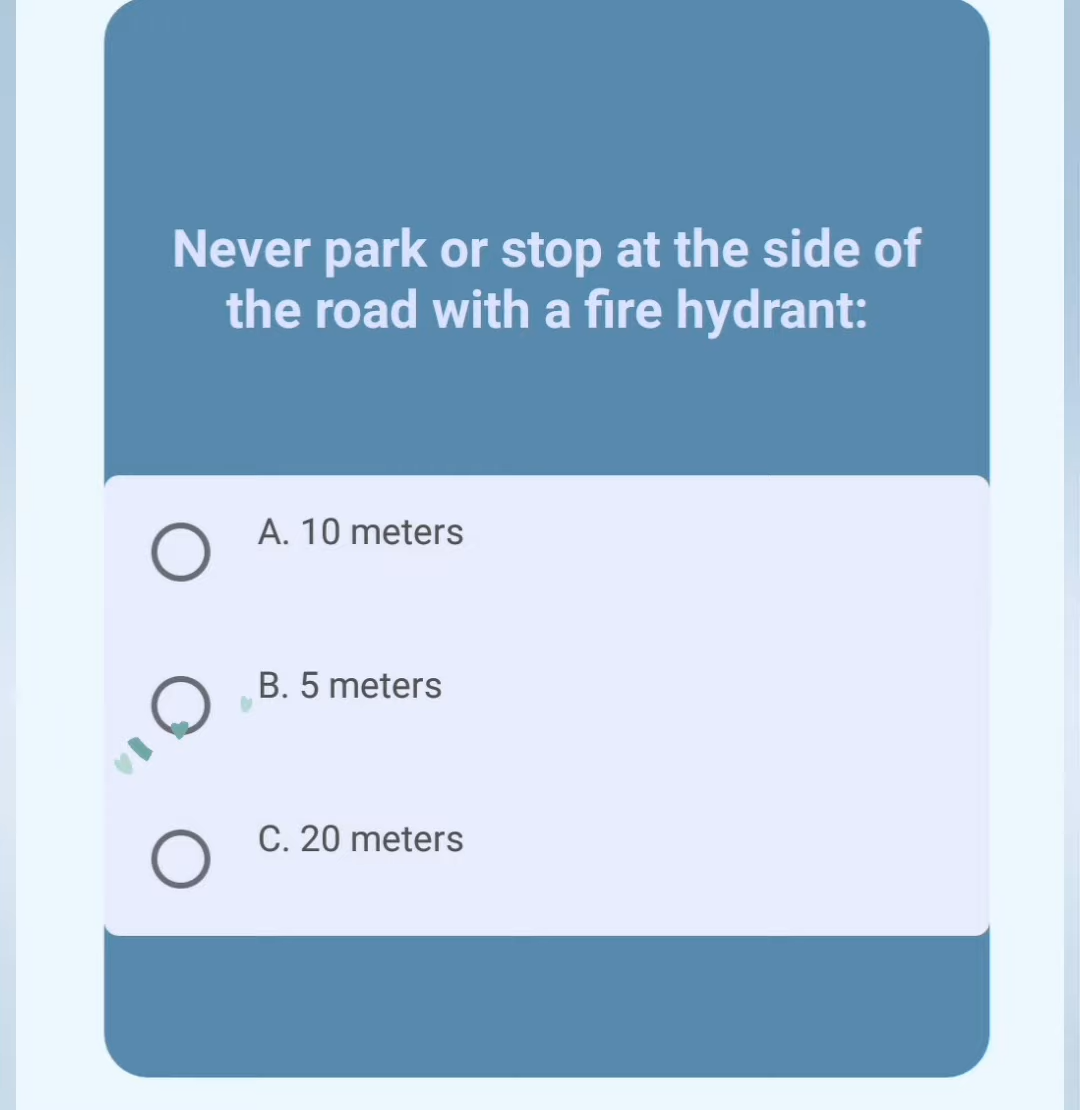 Never park or stop at the side of
the road with a fire hydrant:
A. 10 meters
B. 5 meters
C. 20 meters